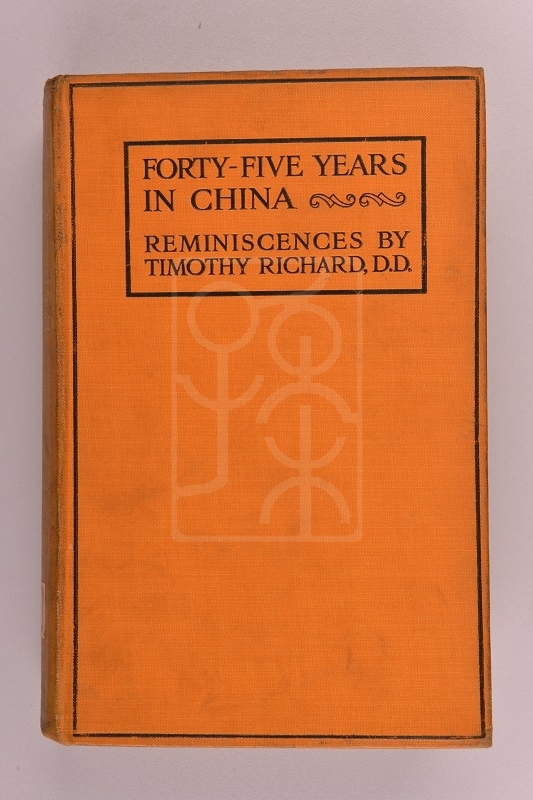 FORTY-FIVE YEARS
IN CHINA
REMINISCENCES BY
TIMOTHY RICHARD, D.D.